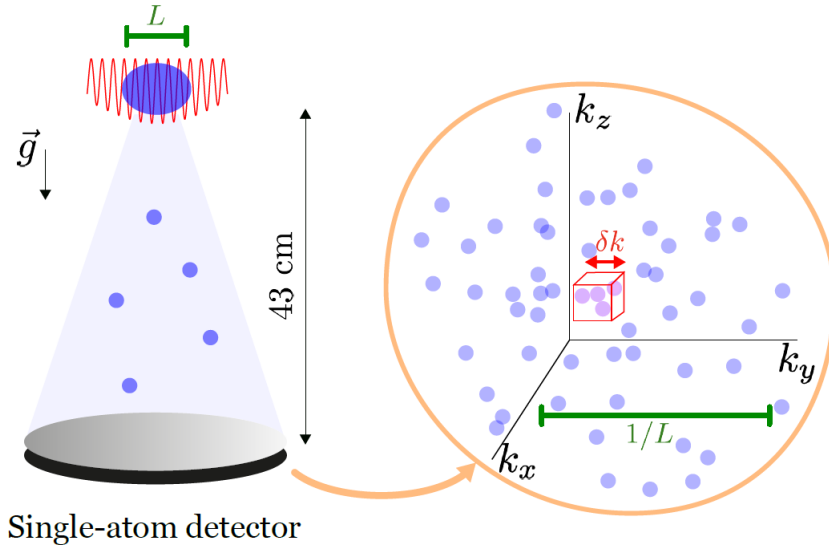 L
g⃗
43 cm
Single-atom detector
k_z
δk
k_y
1/L
k_x